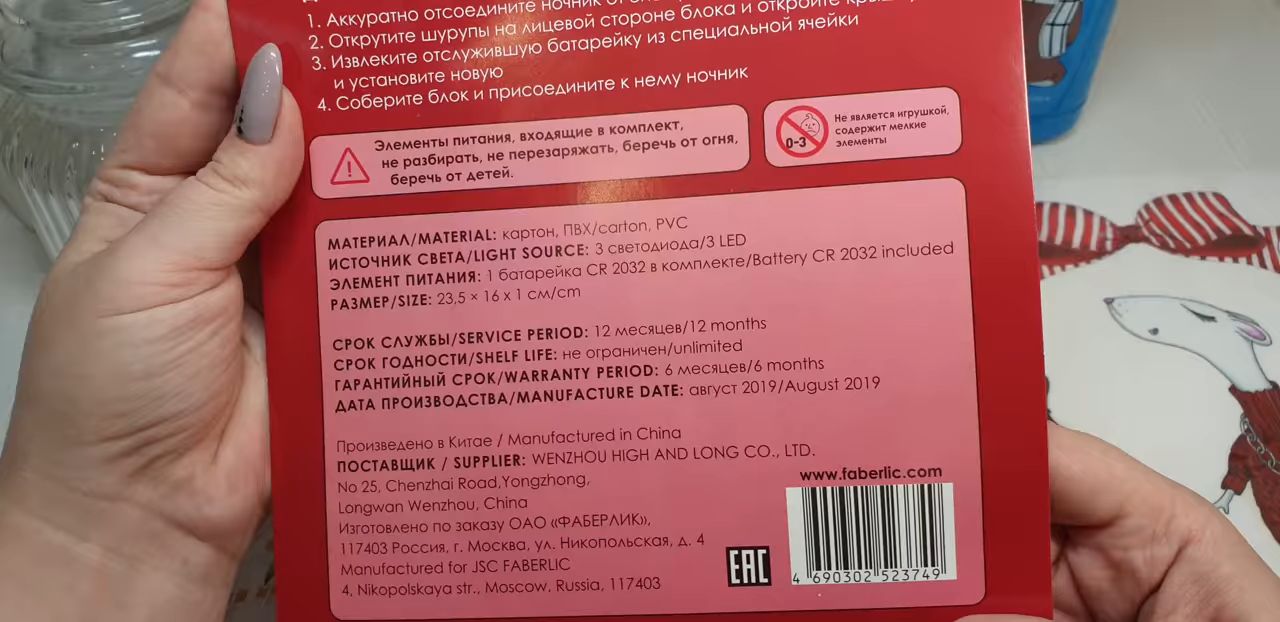 1. Аккуратно отсоедините ночник от
2. Открутите шурупы на лицевой стороне блока и откройте
3. Извлеките отслужившую батарейку из специальной ячейки
и установите новую
4. Соберите блок и присоедините к нему ночник
Элементы питания, входящие в комплект,
не разбирать, не перезаряжать, беречь от огня,
беречь от детей.
0-3
Не является игрушкой,
содержит мелкие
элементы
МАТЕРИАЛ/MATERIAL: картон, ПВХ/carton, PVC
ИСТОЧНИК СВЕТА/LIGHT SOURCE: 3 светодиода/3 LED
ЭЛЕМЕНТ ПИТАНИЯ: 1 батарейка CR 2032 в комплекте/Battery CR 2032 included
РАЗМЕР/SIZE: 23,5 × 16 x 1 см/cm
СРОК СЛУЖБЫ/SERVICE PERIOD: 12 месяцев/12 months
СРОК ГОДНОСТИ/SHELF LIFE: не ограничен/unlimited
ГАРАНТИЙНЫЙ СРОК/WARRANTY PERIOD: 6 месяцев/6 months
ДАТА ПРОИЗВОДСТВА/MANUFACTURE DATE: август 2019/August 2019
Произведено в Китае / Manufactured in China
ПОСТАВЩИК / SUPPLIER: WENZHOU HIGH AND LONG CO., LTD.
No 25, Chenzhai Road,Yongzhong,
Longwan Wenzhou, China
Изготовлено по заказу ОАО «ФАБЕРЛИК»,
117403 Россия, г. Москва, ул. Никопольская, д. 4
Manufactured for JSC FABERLIC
4, Nikopolskaya str., Moscow, Russia, 117403
www.faberlic.com
EAC
4 690302 523749